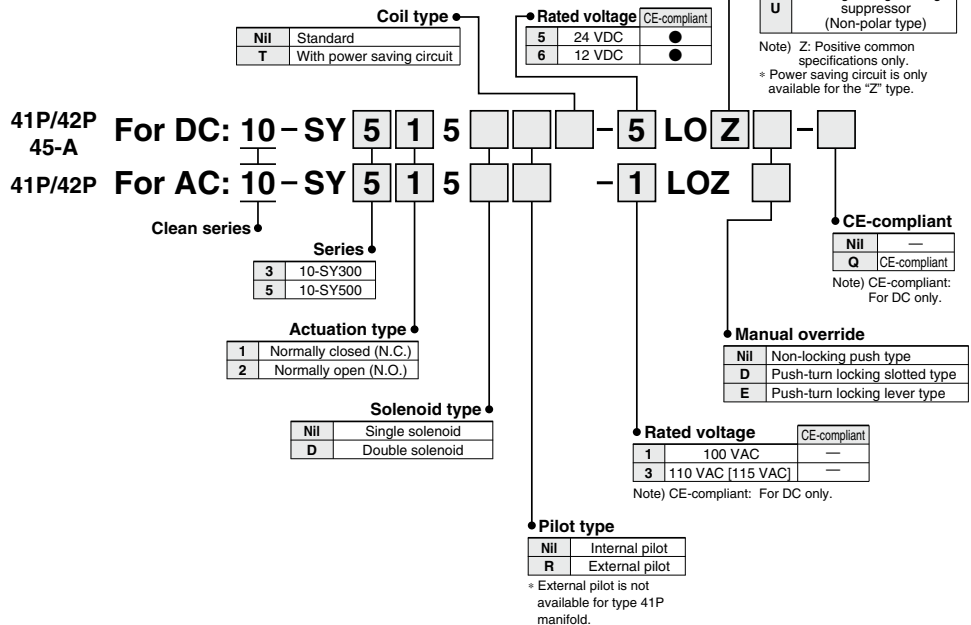 Coil type
Nil Standard
T With power saving circuit
Rated voltage CE-compliant
5 24 VDC ●
6 12 VDC ●
U suppressor
(Non-polar type)
Note) Z: Positive common
specifications only.
* Power saving circuit is only
available for the “Z” type.
41P/42P
45-A
For DC: 10 – SY 5 1 5 – 5 LO Z –
41P/42P For AC: 10 – SY 5 1 5 – 1 LOZ
Clean series
CE-compliant
Nil —
Q CE-compliant
Note) CE-compliant:
For DC only.
Series
3 10-SY300
5 10-SY500
Actuation type
1 Normally closed (N.C.)
2 Normally open (N.O.)
Manual override
Nil Non-locking push type
D Push-turn locking slotted type
E Push-turn locking lever type
Solenoid type
Nil Single solenoid
D Double solenoid
Rated voltage CE-compliant
1 100 VAC —
3 110 VAC [115 VAC] —
Note) CE-compliant: For DC only.
Pilot type
Nil Internal pilot
R External pilot
* External pilot is not
available for type 41P
manifold.